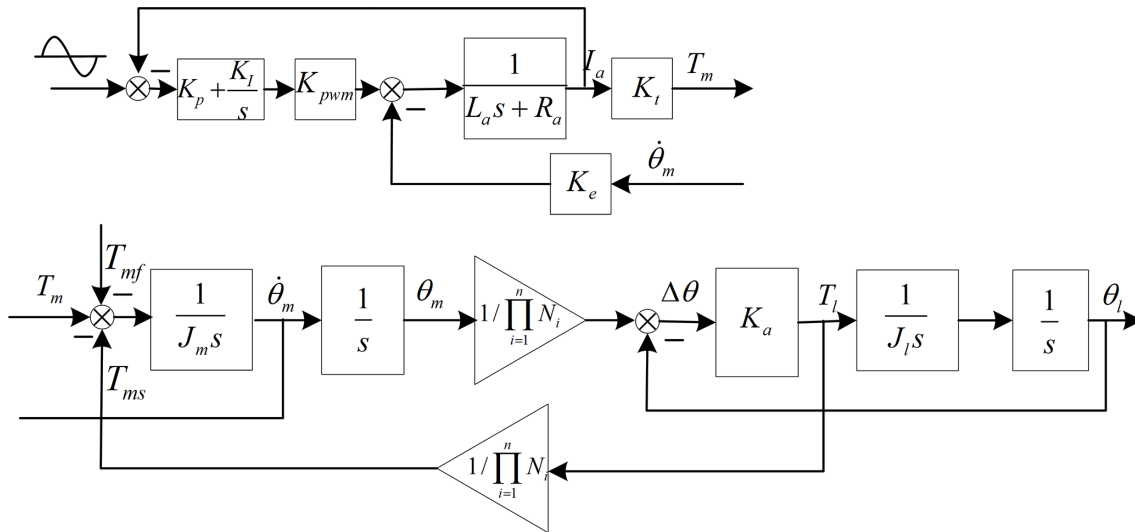 I_a
T_m
K_p + K_I/s
K_pwm
1/(L_a s + R_a)
K_t
−
−
K_e
θ̇_m
T_mf
T_m
−
−
1/(J_m s)
θ̇_m
1/s
θ_m
1/∏_{i=1}^{n} N_i
Δθ
−
K_a
T_l
1/(J_l s)
1/s
θ_l
T_ms
1/∏_{i=1}^{n} N_i